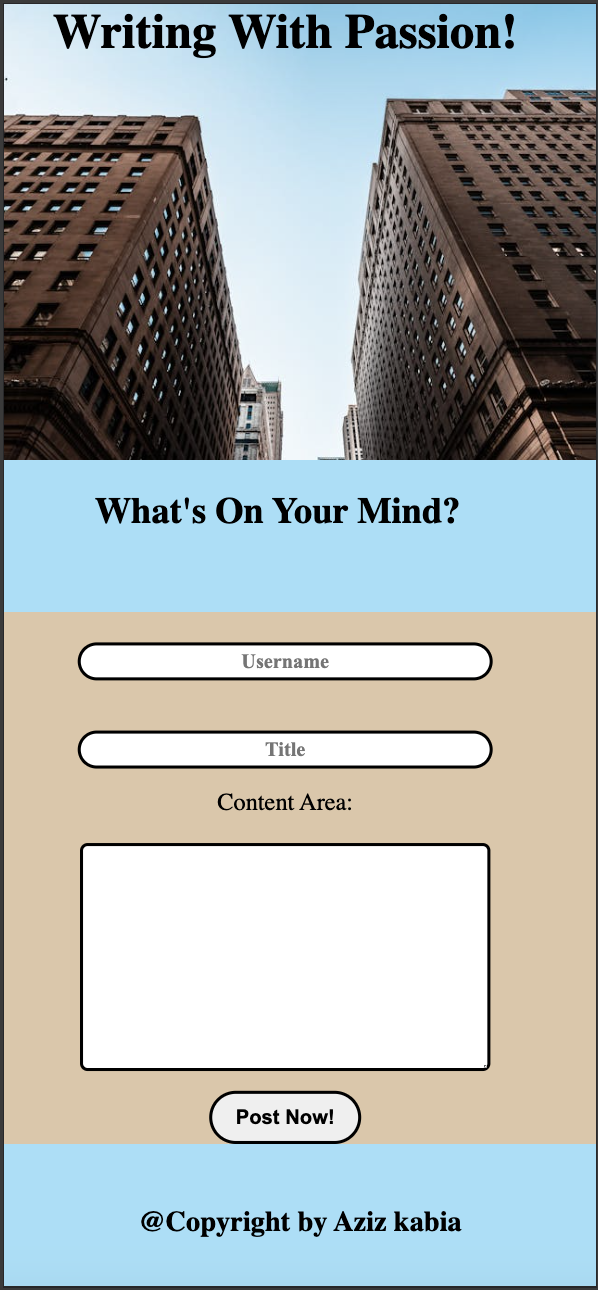 Writing With Passion!
What's On Your Mind?
Username
Title
Content Area:
Post Now!
@Copyright by Aziz kabia